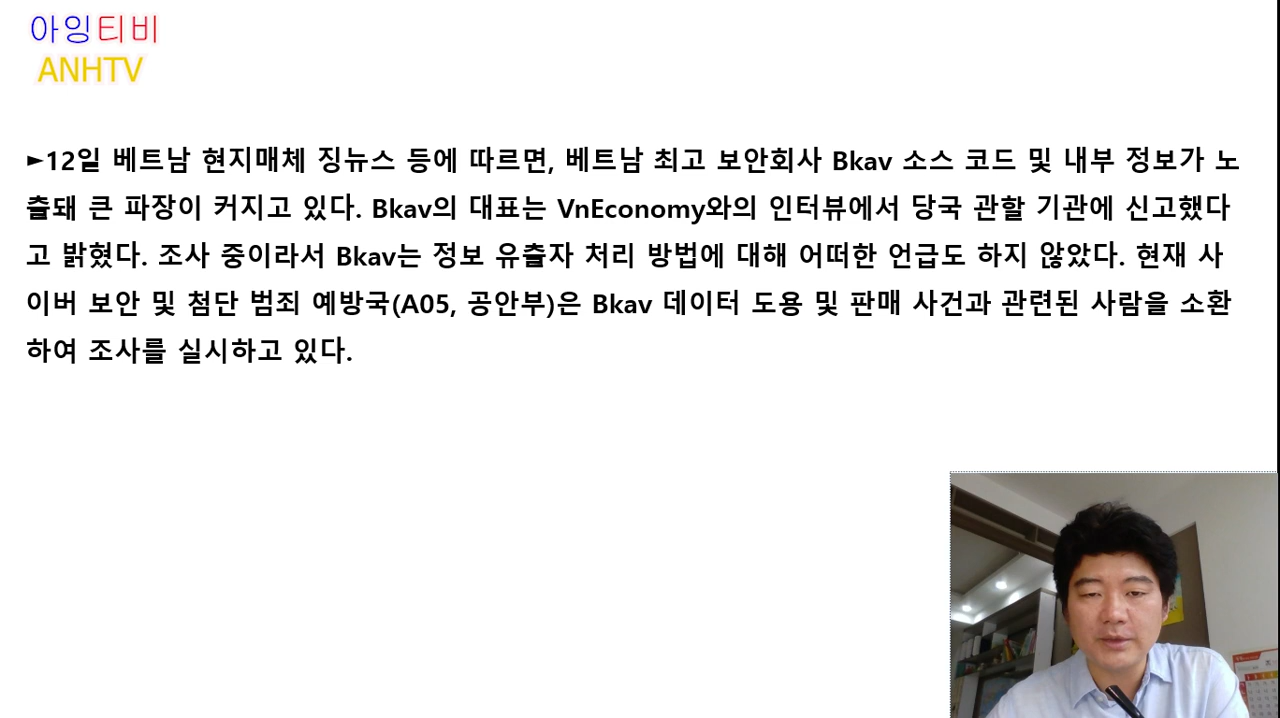 아잉티비
ANHTV
►12일 베트남 현지매체 징뉴스 등에 따르면, 베트남 최고 보안회사 Bkav 소스 코드 및 내부 정보가 노
출돼 큰 파장이 커지고 있다. Bkav의 대표는 VnEconomy와의 인터뷰에서 당국 관할 기관에 신고했다
고 밝혔다. 조사 중이라서 Bkav는 정보 유출자 처리 방법에 대해 어떠한 언급도 하지 않았다. 현재 사
이버 보안 및 첨단 범죄 예방국(A05, 공안부)은 Bkav 데이터 도용 및 판매 사건과 관련된 사람을 소환
하여 조사를 실시하고 있다.